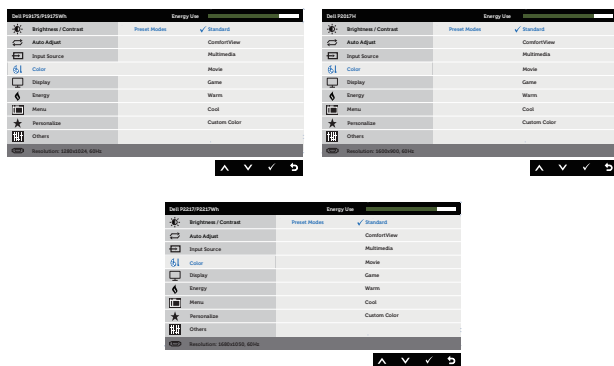 Dell P1917S/P1917SWh Energy Use
Brightness / Contrast Preset Modes ✓ Standard
Auto Adjust ComfortView
Input Source Multimedia
Color Movie
Display Game
Energy Warm
Menu Cool
Personalize Custom Color
Others
Resolution: 1280x1024, 60Hz
Dell P2017H Energy Use
Brightness / Contrast Preset Modes ✓ Standard
Auto Adjust ComfortView
Input Source Multimedia
Color Movie
Display Game
Energy Warm
Menu Cool
Personalize Custom Color
Others
Resolution: 1600x900, 60Hz
Dell P2217/P2217Wh Energy Use
Brightness / Contrast Preset Modes ✓ Standard
Auto Adjust ComfortView
Input Source Multimedia
Color Movie
Display Game
Energy Warm
Menu Cool
Personalize Custom Color
Others
Resolution: 1680x1050, 60Hz